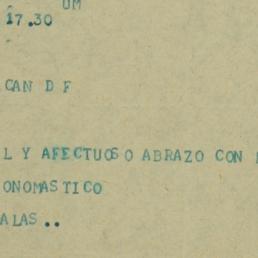 UM
17.30
CAN D F
L Y AFECTUOSO ABRAZO CON
ONOMASTICO
ALAS..